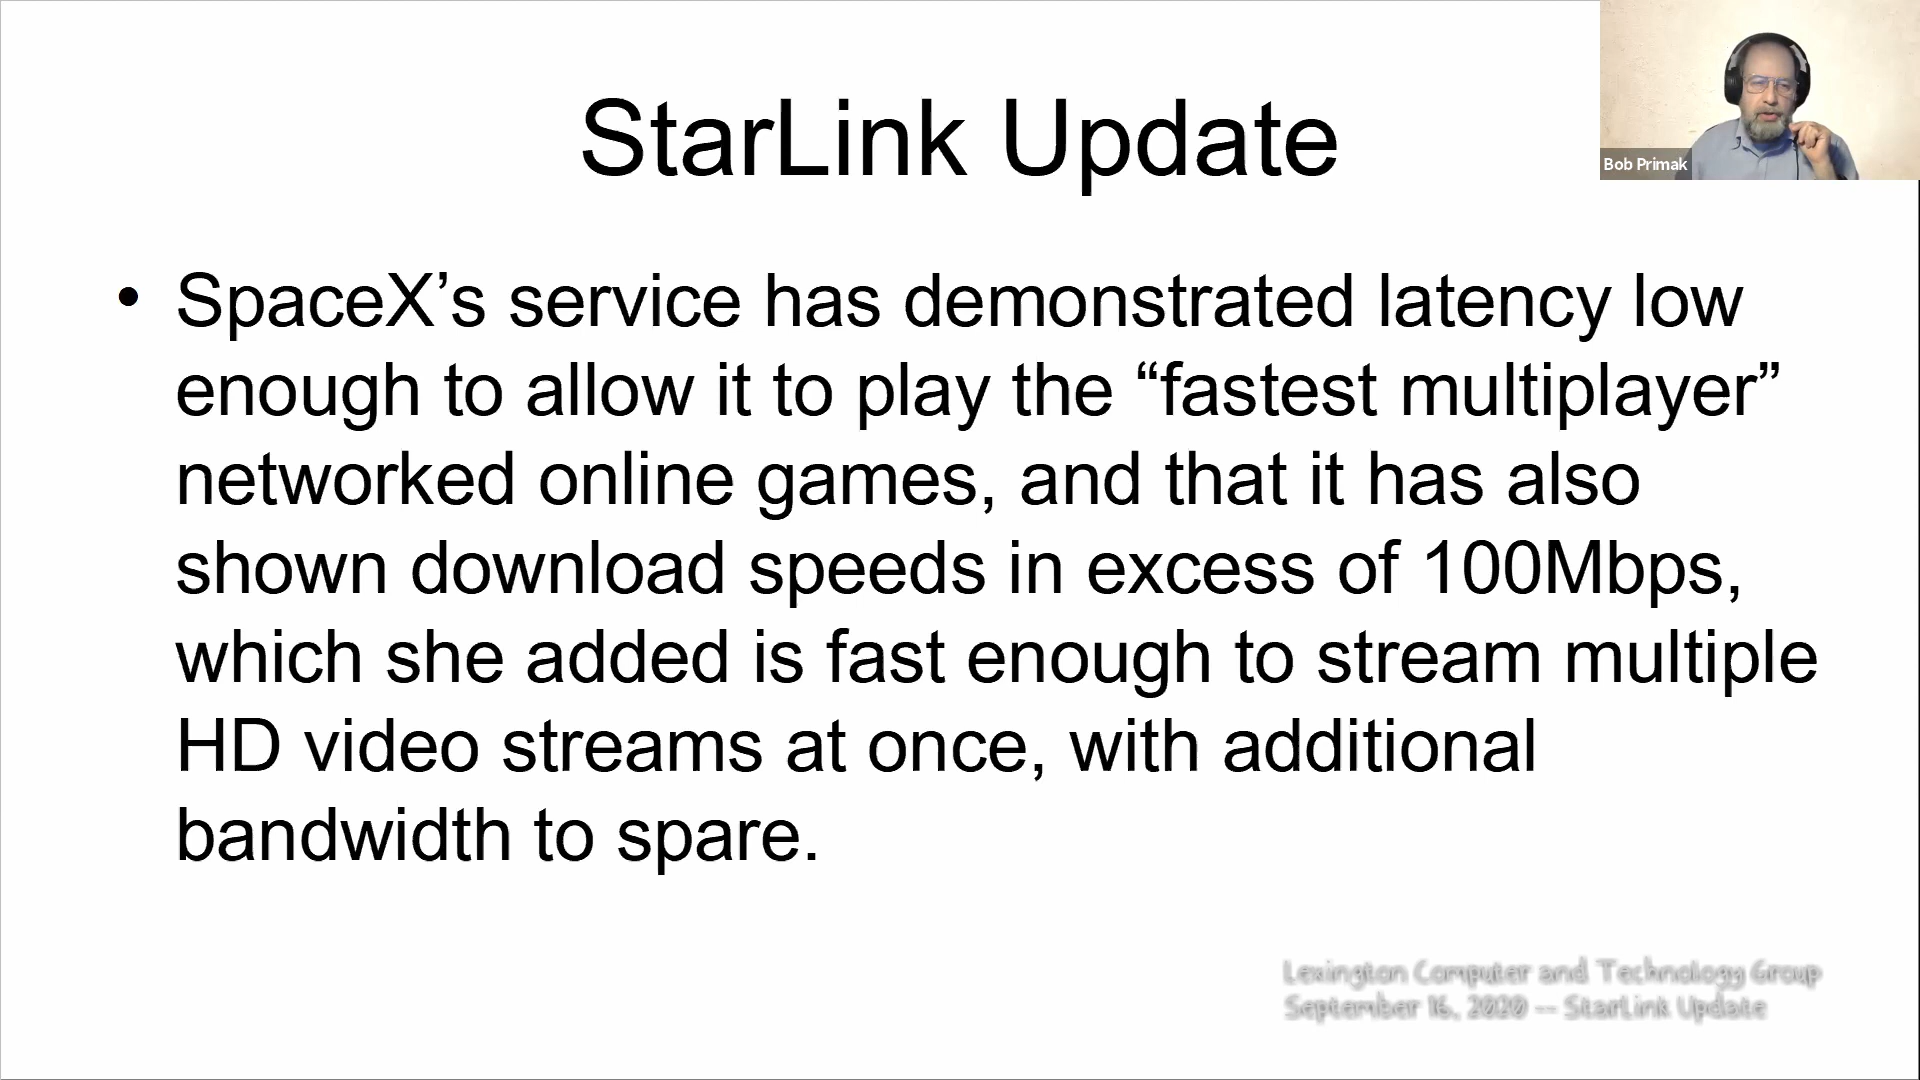 StarLink Update
Bob Primak
• SpaceX’s service has demonstrated latency low
enough to allow it to play the “fastest multiplayer”
networked online games, and that it has also
shown download speeds in excess of 100Mbps,
which she added is fast enough to stream multiple
HD video streams at once, with additional
bandwidth to spare.
Lexington Computer and Technology Group
September 16, 2020 -- StarLink Update